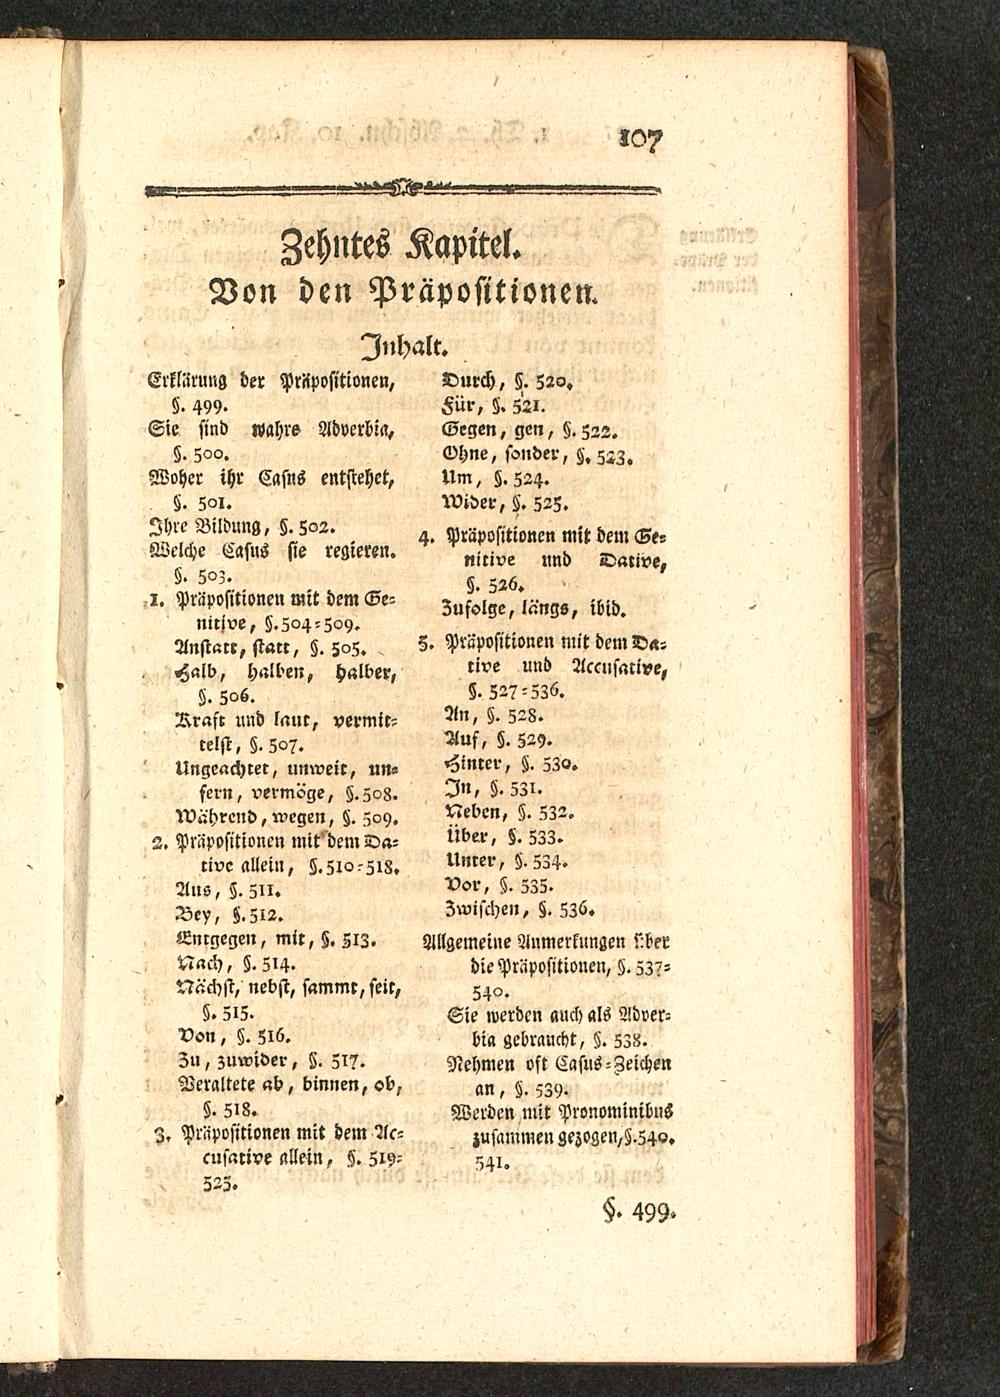 107
Zehntes Kapitel.
Von den Präpositionen.
Inhalt.
Erklärung der Präpositionen,
§. 499.
Sie sind wahre Adverbia,
§. 500.
Woher ihr Casus entstehet,
§. 501.
Ihre Bildung, §. 502.
Welche Casus sie regieren.
§. 503.
1. Präpositionen mit dem Ge-
nitive, §. 504-509.
Anstatt, statt, §. 505.
Halb, halben, halber,
§. 506.
Kraft und laut, vermit-
telst, §. 507.
Ungeachtet, unweit, un-
fern, vermöge, §. 508.
Während, wegen, §. 509.
2. Präpositionen mit dem Da-
tive allein, §. 510-518.
Aus, §. 511.
Bey, §. 512.
Entgegen, mit, §. 513.
Nach, §. 514.
Nächst, nebst, sammt, seit,
§. 515.
Von, §. 516.
Zu, zuwider, §. 517.
Veraltete ab, binnen, ob,
§. 518.
3. Präpositionen mit dem Ac-
cusative allein, §. 519-
525.
Durch, §. 520.
Für, §. 521.
Gegen, gen, §. 522.
Ohne, sonder, §. 523.
Um, §. 524.
Wider, §. 525.
4. Präpositionen mit dem Ge-
nitive und Dative,
§. 526.
Zufolge, längs, ibid.
5. Präpositionen mit dem Da-
tive und Accusative,
§. 527-536.
An, §. 528.
Auf, §. 529.
Hinter, §. 530.
In, §. 531.
Neben, §. 532.
Über, §. 533.
Unter, §. 534.
Vor, §. 535.
Zwischen, §. 536.
Allgemeine Anmerkungen über
die Präpositionen, §. 537-
540.
Sie werden auch als Adver-
bia gebraucht, §. 538.
Nehmen oft Casus-Zeichen
an, §. 539.
Werden mit Pronominibus
zusammen gezogen, §. 540.
541.
§. 499.